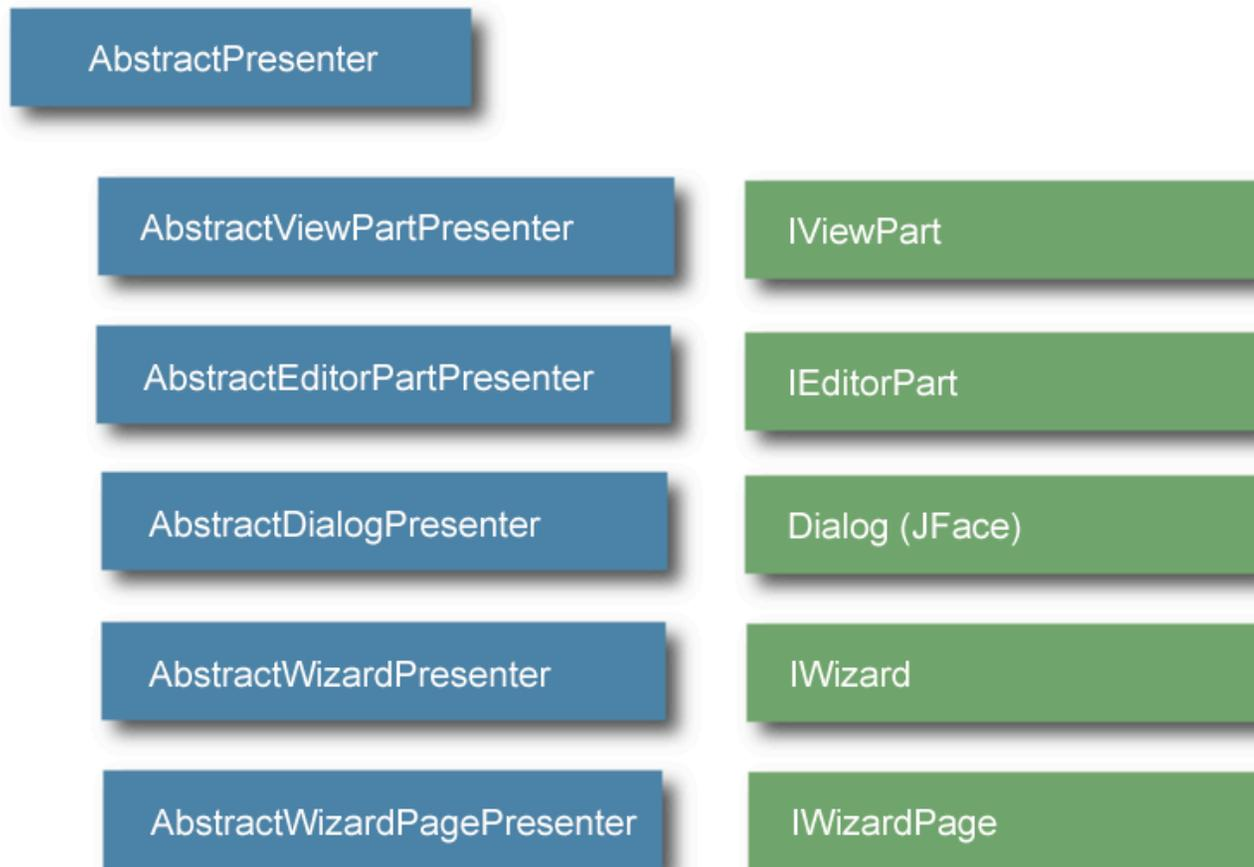 AbstractPresenter
AbstractViewPartPresenter
IViewPart
AbstractEditorPartPresenter
IEditorPart
AbstractDialogPresenter
Dialog (JFace)
AbstractWizardPresenter
IWizard
AbstractWizardPagePresenter
IWizardPage